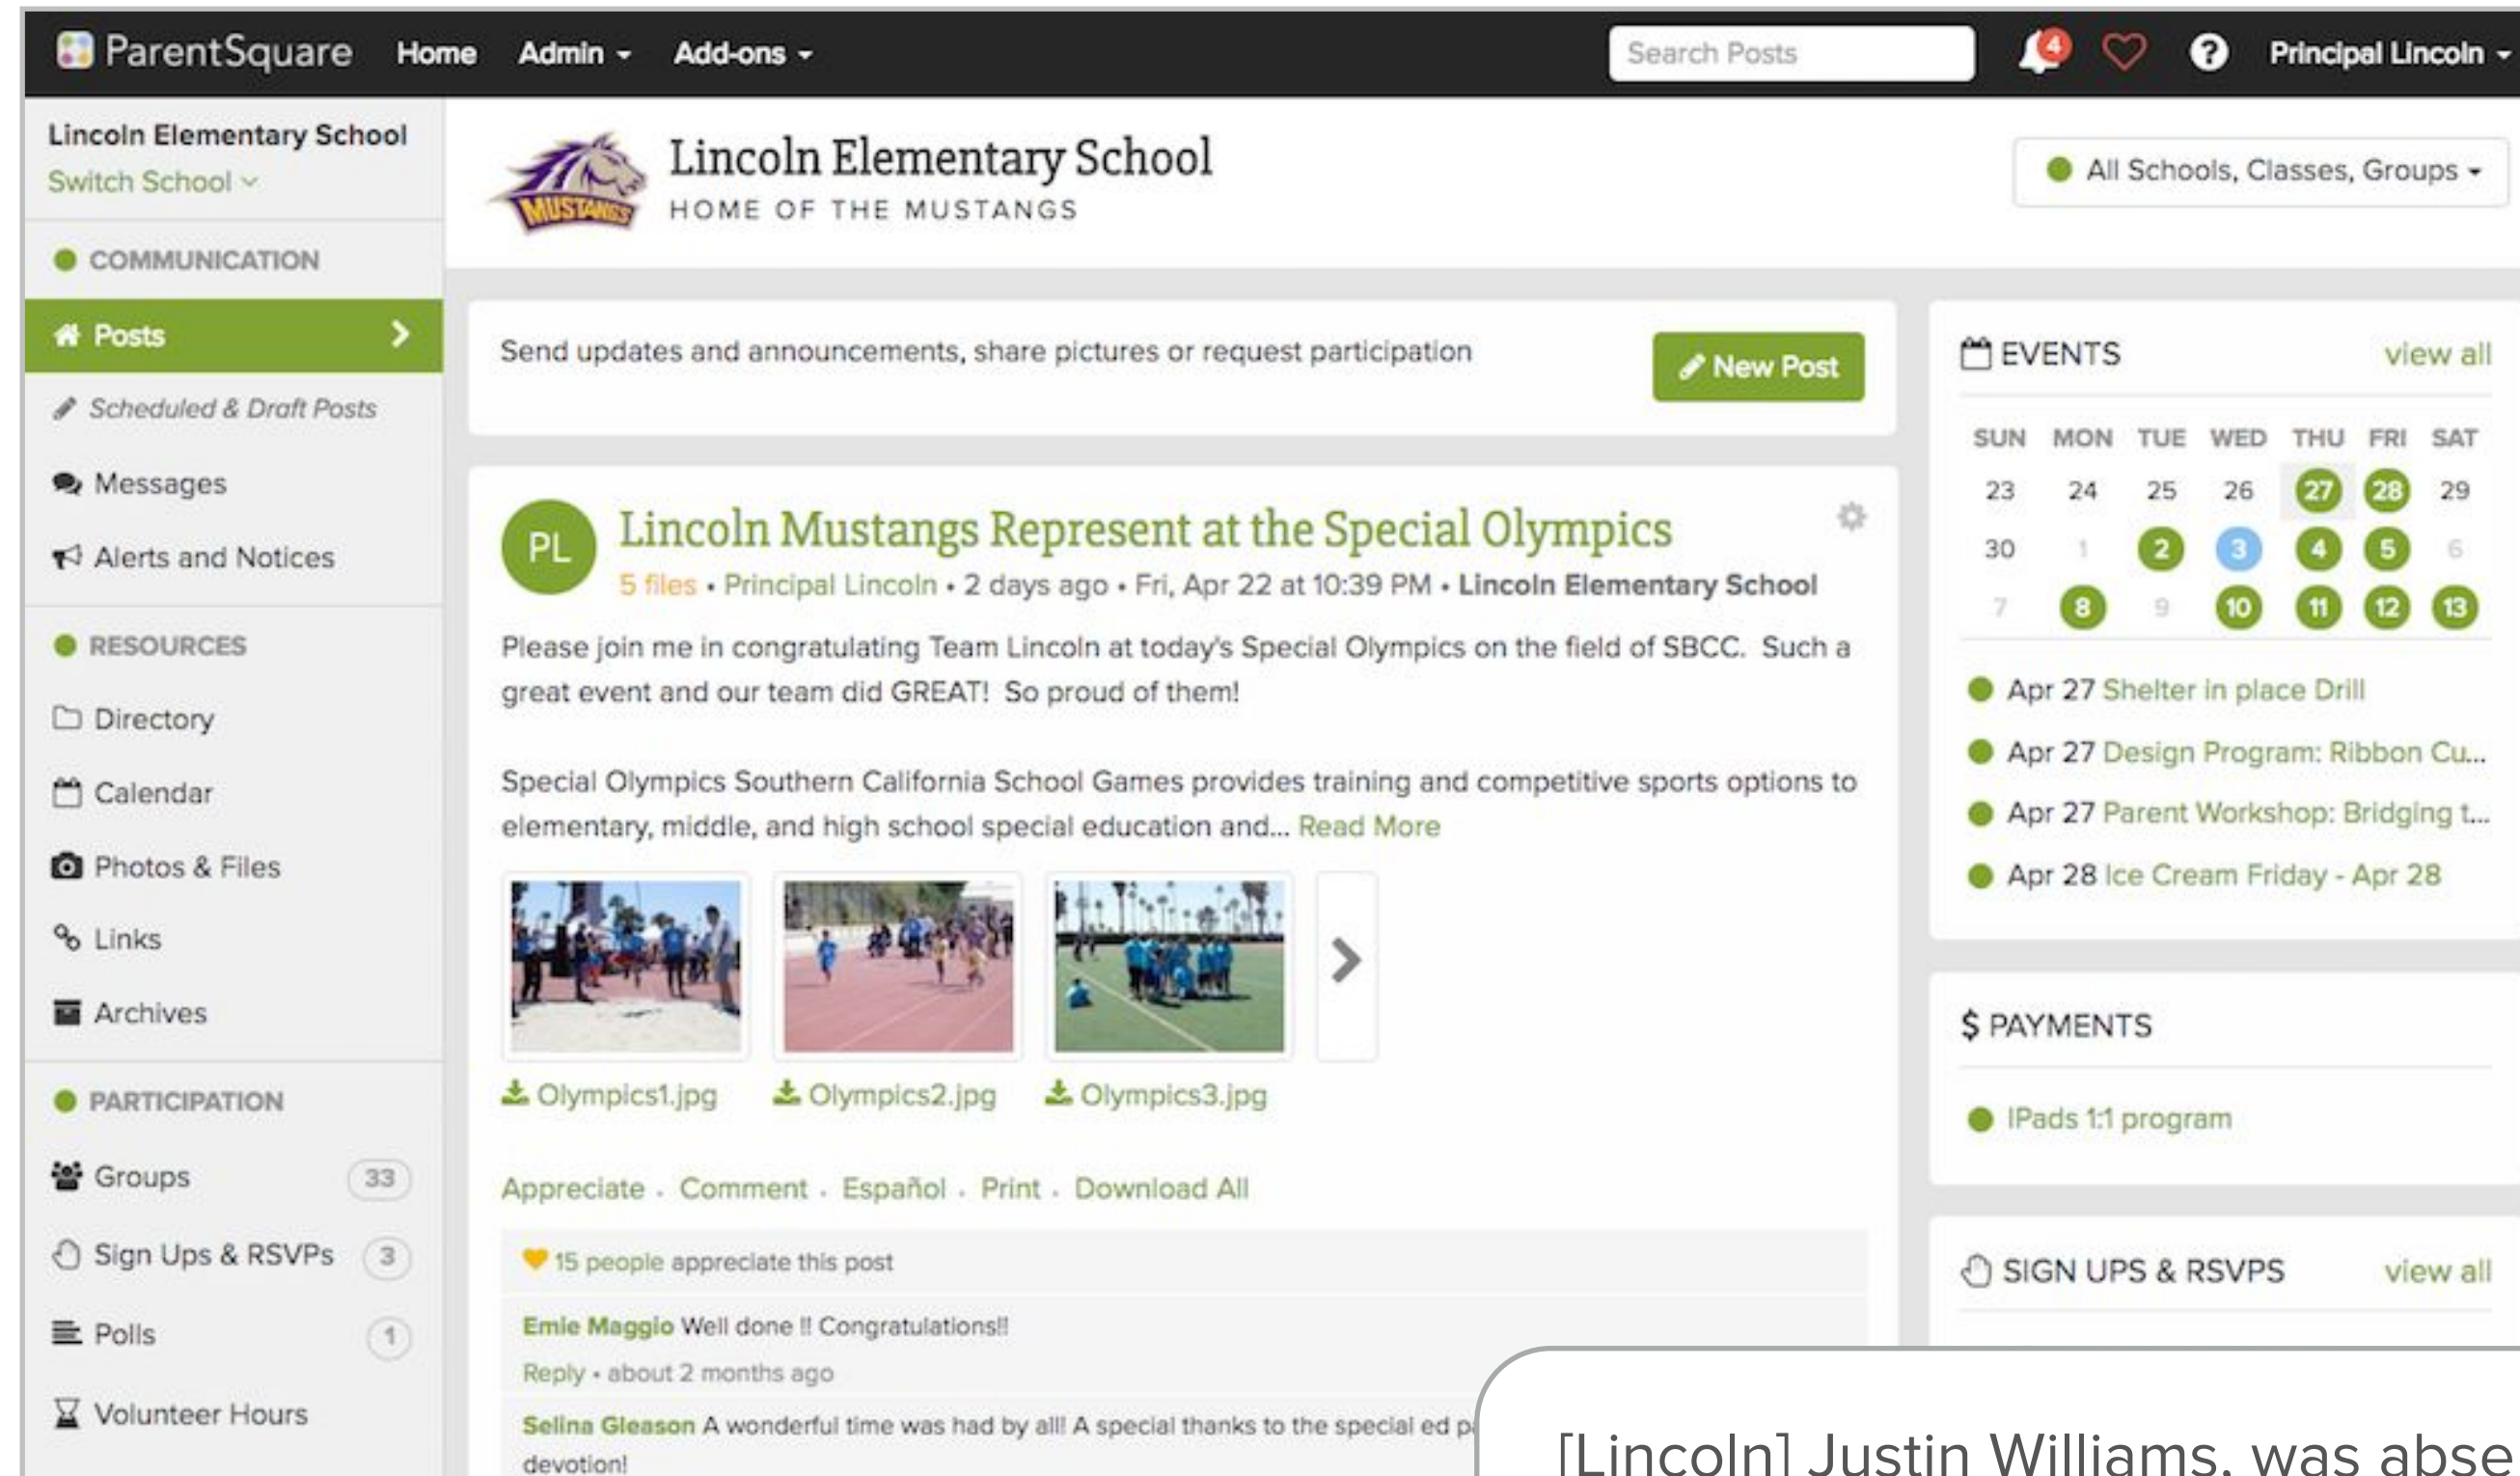 ParentSquare Home Admin Add-ons Search Posts 4 ? Principal Lincoln
Lincoln Elementary School
Switch School
COMMUNICATION
Posts
Scheduled & Draft Posts
Messages
Alerts and Notices
RESOURCES
Directory
Calendar
Photos & Files
Links
Archives
PARTICIPATION
Groups 33
Sign Ups & RSVPs 3
Polls 1
Volunteer Hours
MUSTANGS
Lincoln Elementary School
HOME OF THE MUSTANGS
All Schools, Classes, Groups
Send updates and announcements, share pictures or request participation
New Post
PL
Lincoln Mustangs Represent at the Special Olympics
5 files • Principal Lincoln • 2 days ago • Fri, Apr 22 at 10:39 PM • Lincoln Elementary School
Please join me in congratulating Team Lincoln at today's Special Olympics on the field of SBCC. Such a
great event and our team did GREAT! So proud of them!
Special Olympics Southern California School Games provides training and competitive sports options to
elementary, middle, and high school special education and... Read More
Olympics1.jpg Olympics2.jpg Olympics3.jpg
Appreciate • Comment • Español • Print • Download All
15 people appreciate this post
Emie Maggio Well done !! Congratulations!!
Reply • about 2 months ago
Selina Gleason A wonderful time was had by all! A special thanks to the special ed
devotion!
EVENTS view all
SUN MON TUE WED THU FRI SAT
23 24 25 26 27 28 29
30 1 2 3 4 5 6
7 8 9 10 11 12 13
Apr 27 Shelter in place Drill
Apr 27 Design Program: Ribbon Cu...
Apr 27 Parent Workshop: Bridging t...
Apr 28 Ice Cream Friday - Apr 28
$ PAYMENTS
IPads 1:1 program
SIGN UPS & RSVPS view all
[Lincoln] Justin Williams, was abse